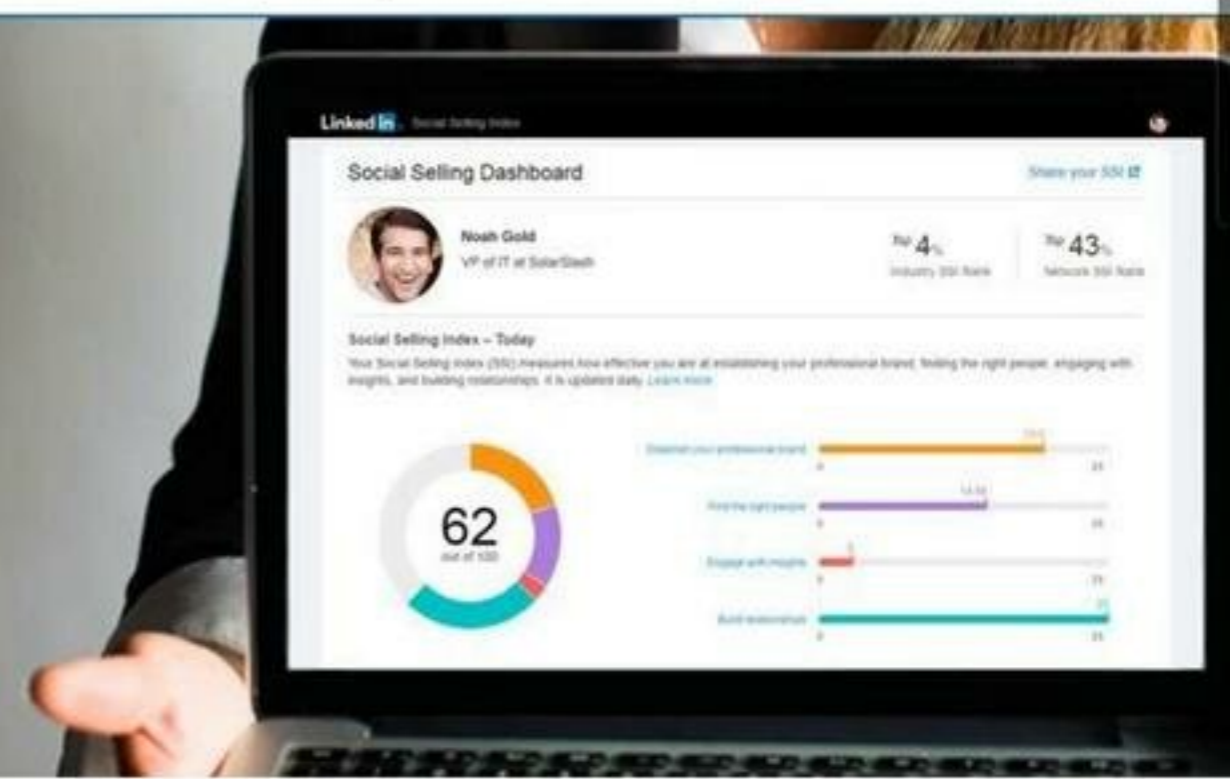 Linked in Social Selling Index
Social Selling Dashboard
Share your SSI
Noah Gold
VP of IT at SolarSlash
Top 4%
Industry SSI Rank
Top 43%
Network SSI Rank
Social Selling Index – Today
Your Social Selling Index (SSI) measures how effective you are at establishing your professional brand, finding the right people, engaging with
insights, and building relationships. It is updated daily. Learn more
62
out of 100
Establish your professional brand
0
25
Find the right people
0
25
Engage with insights
0
25
Build relationships
0
25